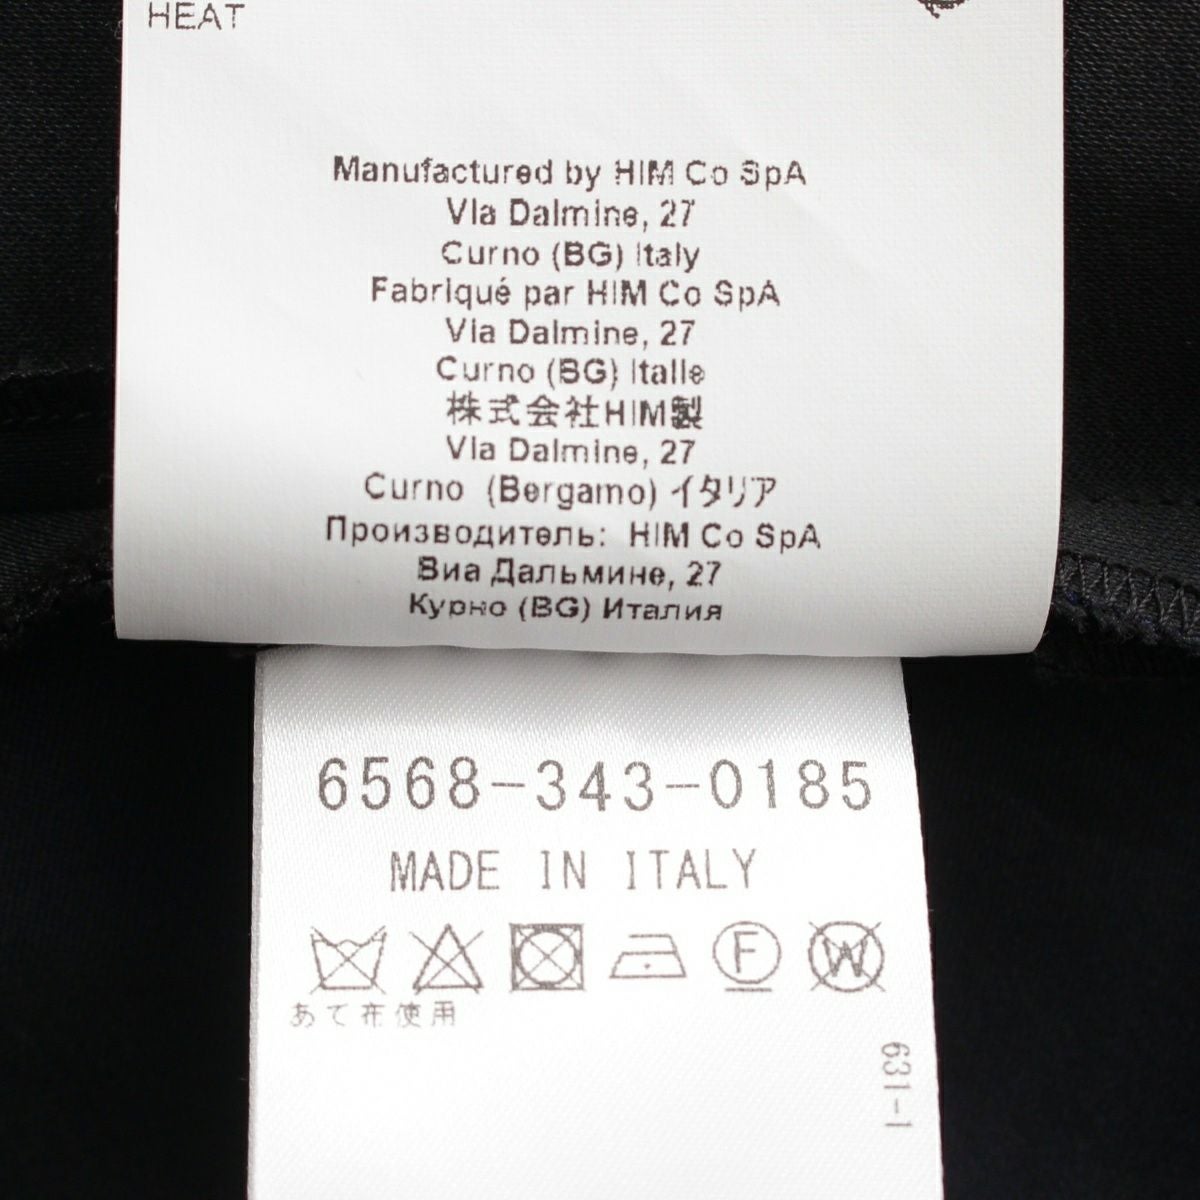 HEAT
Manufactured by HIM Co SpA
Via Dalmine, 27
Curno (BG) Italy
Fabriqué par HIM Co SpA
Via Dalmine, 27
Curno (BG) Italie
株式会社HIM製
Via Dalmine, 27
Curno (Bergamo) イタリア
Производитель: HIM Co SpA
Виа Дальмине, 27
Курно (BG) Италия
6568-343-0185
MADE IN ITALY
F W
あて布使用
631-1